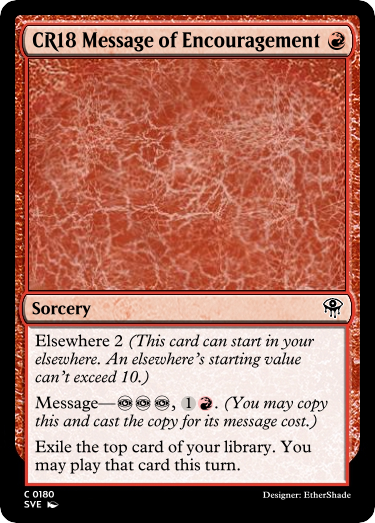 CR18 Message of Encouragement
Sorcery
Elsewhere 2 (This card can start in your
elsewhere. An elsewhere's starting value
can't exceed 10.)
Message—, 1. (You may copy
this and cast the copy for its message cost.)
Exile the top card of your library. You
may play that card this turn.
C 0180
SVE
Designer: EtherShade